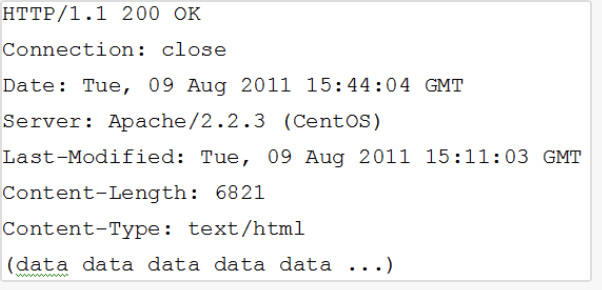 HTTP/1.1 200 OK
Connection: close
Date: Tue, 09 Aug 2011 15:44:04 GMT
Server: Apache/2.2.3 (CentOS)
Last-Modified: Tue, 09 Aug 2011 15:11:03 GMT
Content-Length: 6821
Content-Type: text/html
(data data data data data ...)